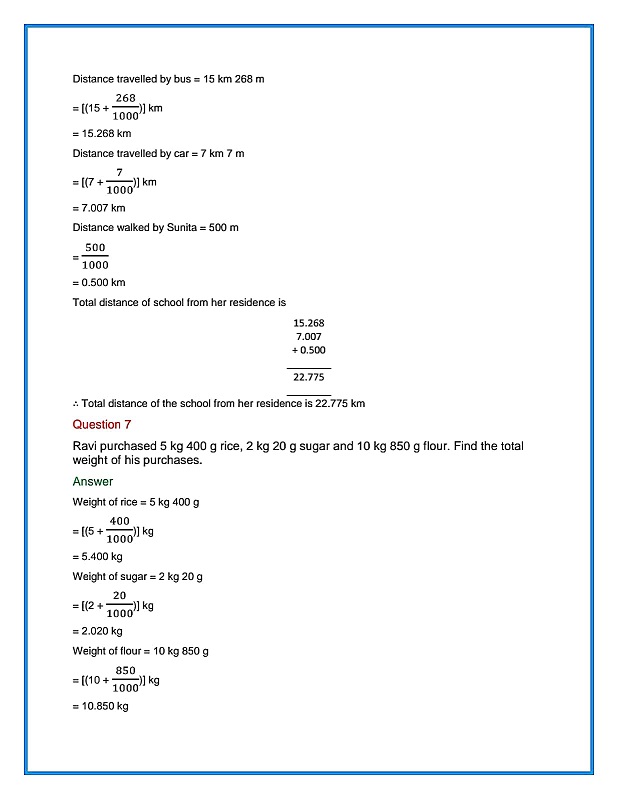 Distance travelled by bus = 15 km 268 m
= [(15 + 268/1000)] km
= 15.268 km
Distance travelled by car = 7 km 7 m
= [(7 + 7/1000)] km
= 7.007 km
Distance walked by Sunita = 500 m
= 500/1000
= 0.500 km
Total distance of school from her residence is
15.268
7.007
+ 0.500
22.775
∴ Total distance of the school from her residence is 22.775 km
Question 7
Ravi purchased 5 kg 400 g rice, 2 kg 20 g sugar and 10 kg 850 g flour. Find the total
weight of his purchases.
Answer
Weight of rice = 5 kg 400 g
= [(5 + 400/1000)] kg
= 5.400 kg
Weight of sugar = 2 kg 20 g
= [(2 + 20/1000)] kg
= 2.020 kg
Weight of flour = 10 kg 850 g
= [(10 + 850/1000)] kg
= 10.850 kg